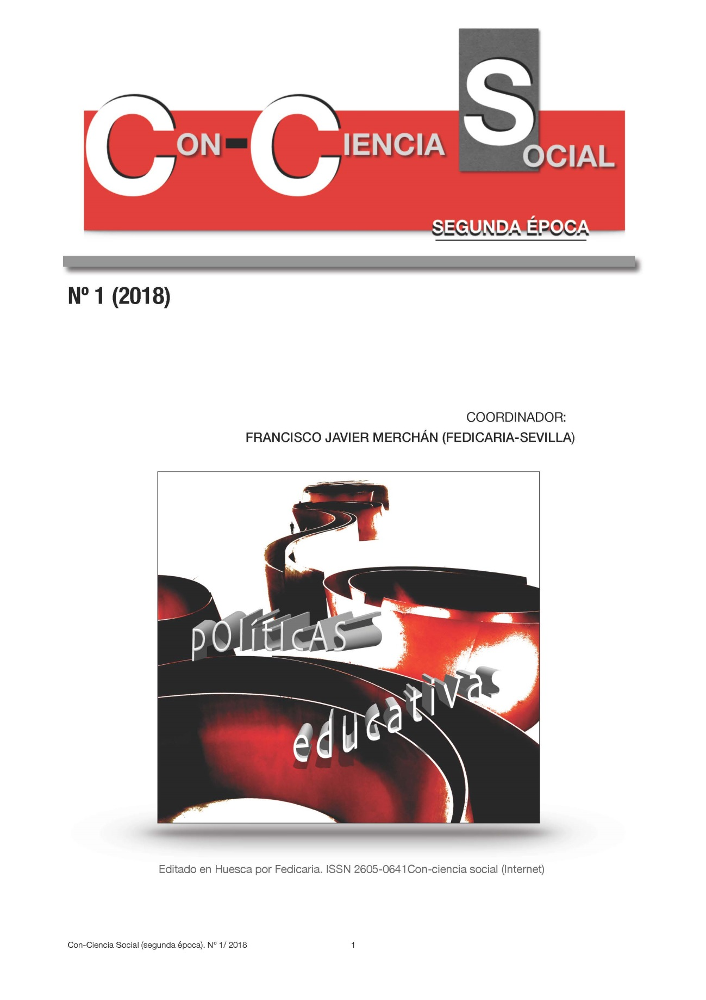 CON-CIENCIA SOCIAL
SEGUNDA ÉPOCA
Nº 1 (2018)
COORDINADOR:
FRANCISCO JAVIER MERCHÁN (FEDICARIA-SEVILLA)
polítIcAs
educativas
Editado en Huesca por Fedicaria. ISSN 2605-0641Con-ciencia social (Internet)
Con-Ciencia Social (segunda época). Nº 1/ 2018 1